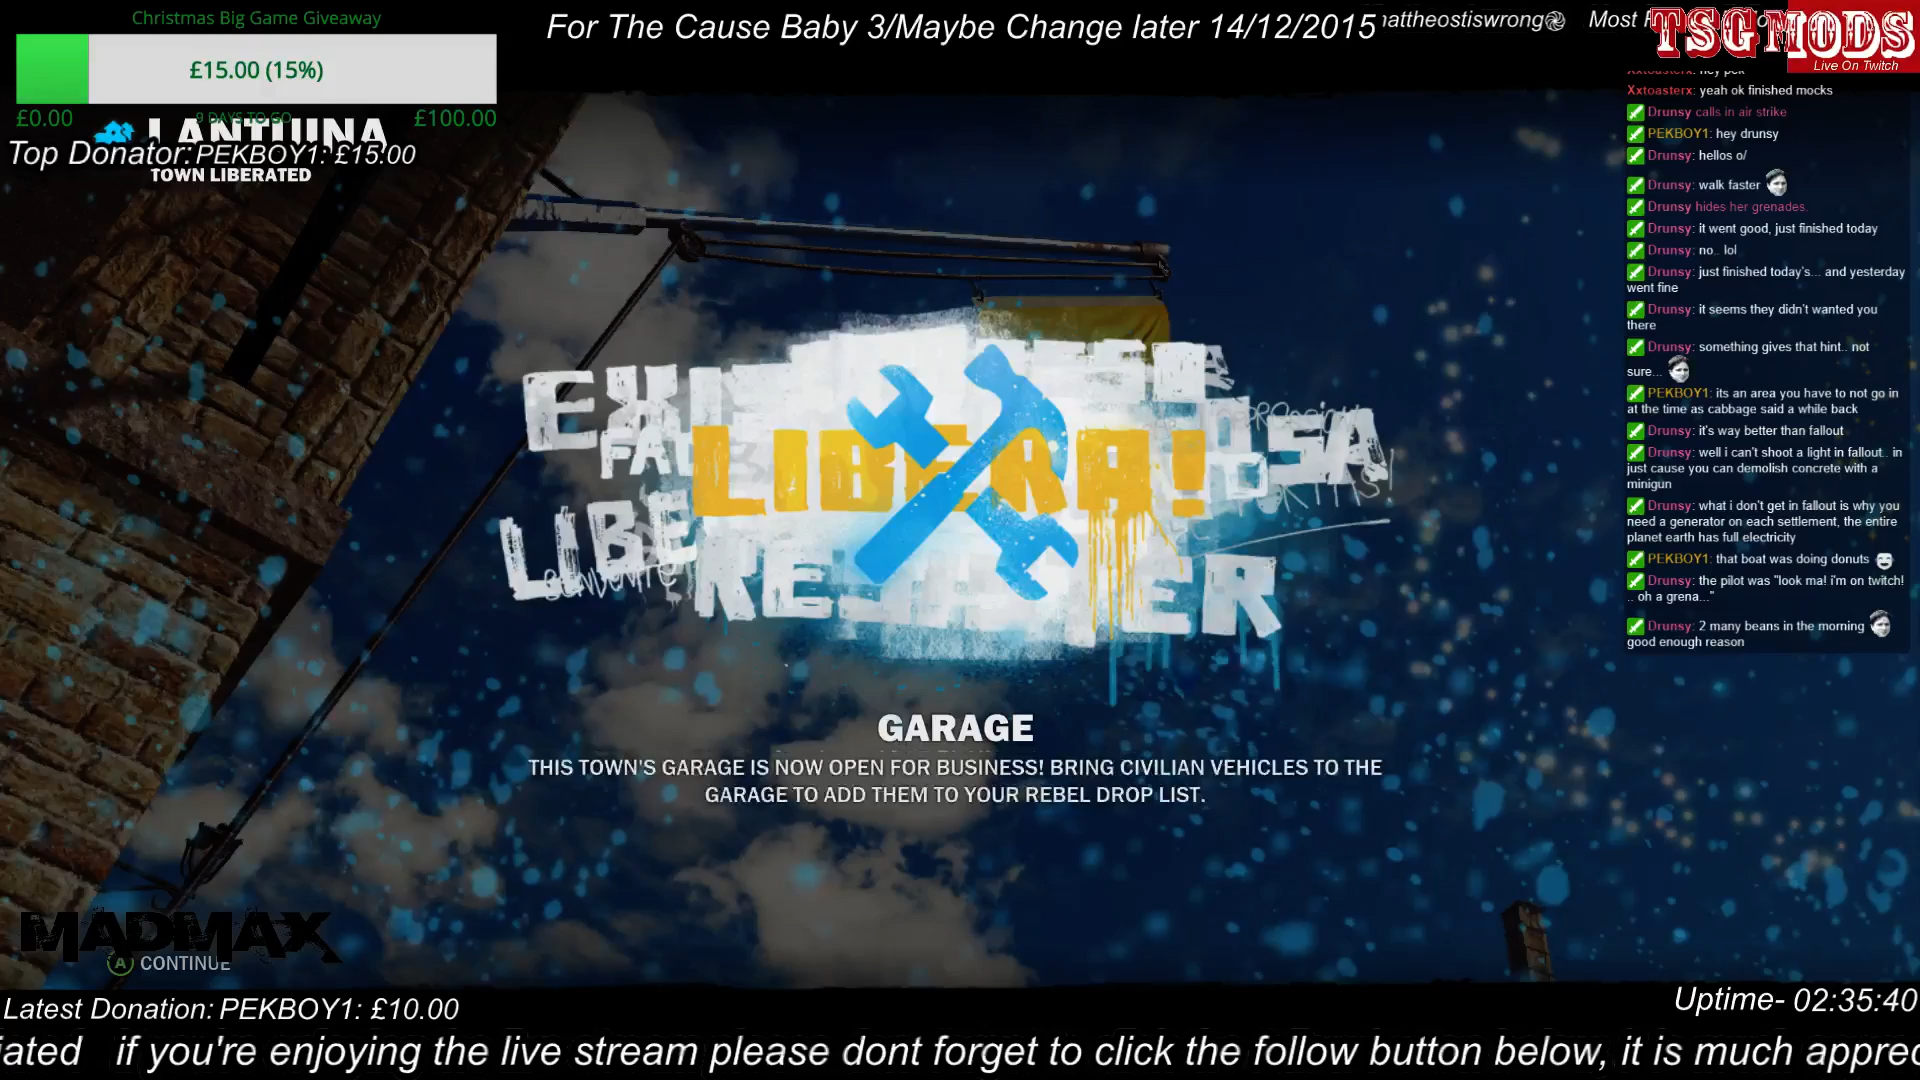 Christmas Big Game Giveaway
£15.00 (15%)
£0.00
9 DAYS TO GO
£100.00
LANTUUNA
Top Donator: PEKBOY1: £15.00
TOWN LIBERATED
For The Cause Baby 3/Maybe Change later 14/12/2015
nattheostiswrong
Most
TSGMODS
Live On Twitch
Xxtoasterx: hey pek
Xxtoasterx: yeah ok finished mocks
Drunsy calls in air strike
PEKBOY1: hey drunsy
Drunsy: hellos o/
Drunsy: walk faster
Drunsy hides her grenades.
Drunsy: it went good, just finished today
Drunsy: no.. lol
Drunsy: just finished today's... and yesterday
went fine
Drunsy: it seems they didn't wanted you
there
Drunsy: something gives that hint.. not
sure...
PEKBOY1: its an area you have to not go in
at the time as cabbage said a while back
Drunsy: it's way better than fallout
Drunsy: well i can't shoot a light in fallout.. in
just cause you can demolish concrete with a
minigun
Drunsy: what i don't get in fallout is why you
need a generator on each settlement, the entire
planet earth has full electricity
PEKBOY1: that boat was doing donuts
Drunsy: the pilot was "look ma! i'm on twitch!
.. oh a grena..."
Drunsy: 2 many beans in the morning
good enough reason
LIBERA!
GARAGE
THIS TOWN'S GARAGE IS NOW OPEN FOR BUSINESS! BRING CIVILIAN VEHICLES TO THE
GARAGE TO ADD THEM TO YOUR REBEL DROP LIST.
MADMAX
A CONTINUE
Latest Donation: PEKBOY1: £10.00
Uptime- 02:35:40
iated if you're enjoying the live stream please dont forget to click the follow button below, it is much apprec